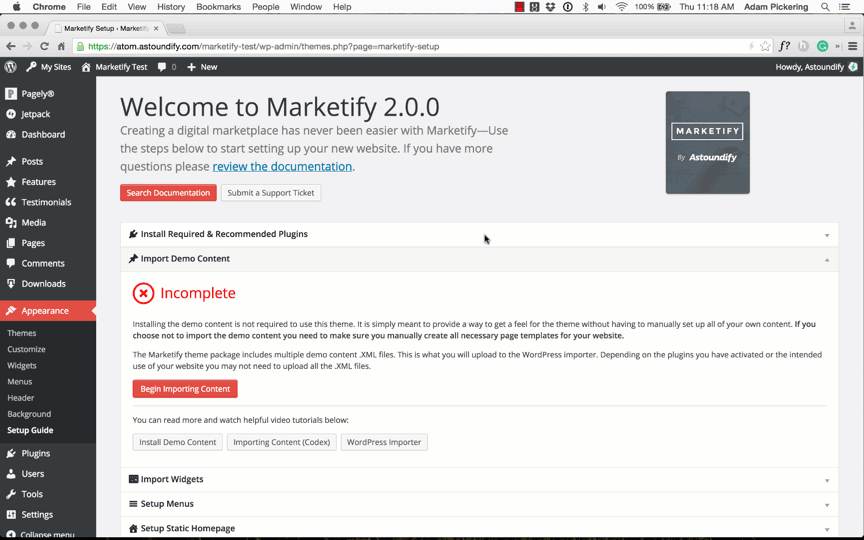 Chrome File Edit View History Bookmarks People Window Help 100% Thu 11:18 AM Adam Pickering
Marketify Setup ‹ Marketify
https://atom.astoundify.com/marketify-test/wp-admin/themes.php?page=marketify-setup
My Sites Marketify Test 0 + New Howdy, Astoundify
Pagely®
Jetpack
Dashboard
Posts
Features
Testimonials
Media
Pages
Comments
Downloads
Appearance
Themes
Customize
Widgets
Menus
Header
Background
Setup Guide
Plugins
Users
Tools
Settings
Collapse menu
Welcome to Marketify 2.0.0
Creating a digital marketplace has never been easier with Marketify—Use
the steps below to start setting up your new website. If you have more
questions please review the documentation.
Search Documentation Submit a Support Ticket
MARKETIFY
By Astoundify
Install Required & Recommended Plugins
Import Demo Content
Incomplete
Installing the demo content is not required to use this theme. It is simply meant to provide a way to get a feel for the theme without having to manually set up all of your own content. If you
choose not to import the demo content you need to make sure you manually create all necessary page templates for your website.
The Marketify theme package includes multiple demo content .XML files. This is what you will upload to the WordPress importer. Depending on the plugins you have activated or the intended
use of your website you may not need to upload all the .XML files.
Begin Importing Content
You can read more and watch helpful video tutorials below:
Install Demo Content Importing Content (Codex) WordPress Importer
Import Widgets
Setup Menus
Setup Static Homepage